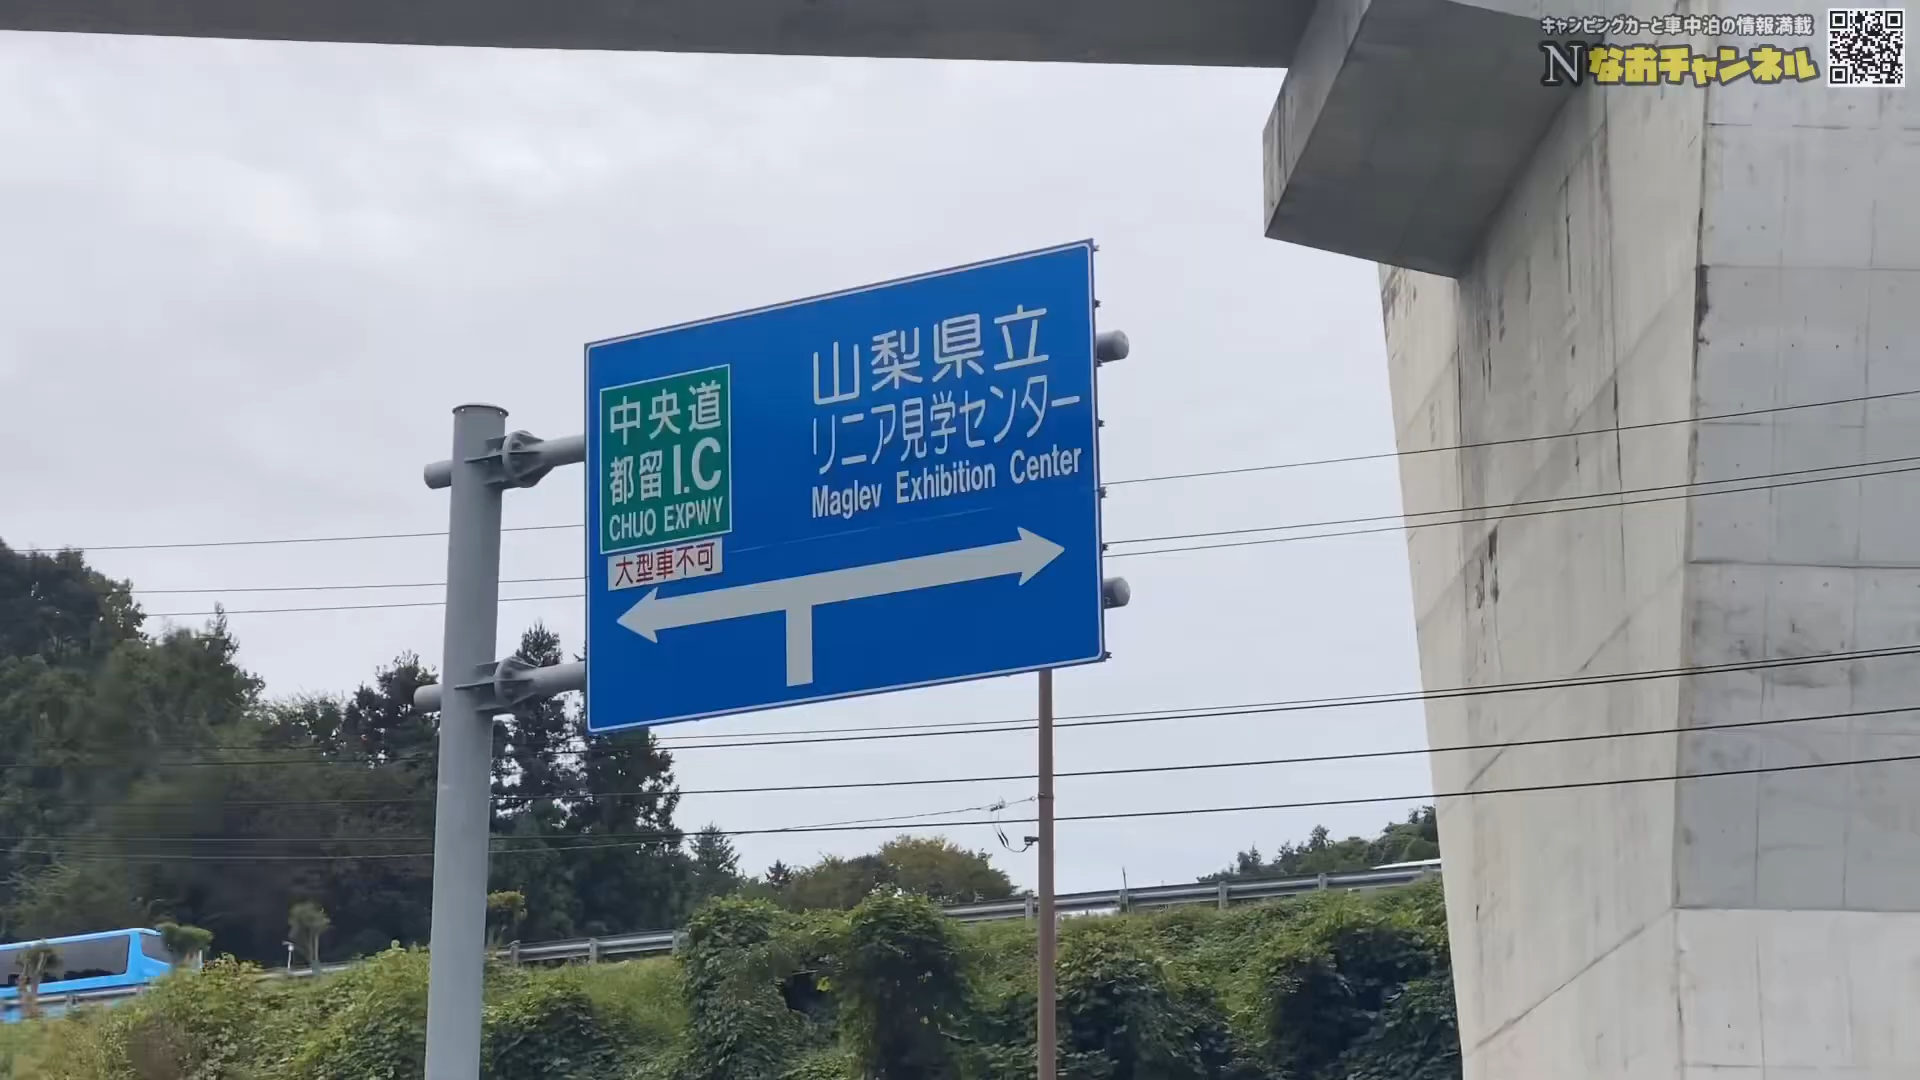 キャンピングカーと車中泊の情報満載
Nなおチャンネル
中央道
都留I.C
CHUO EXPWY
大型車不可
山梨県立
リニア見学センター
Maglev Exhibition Center